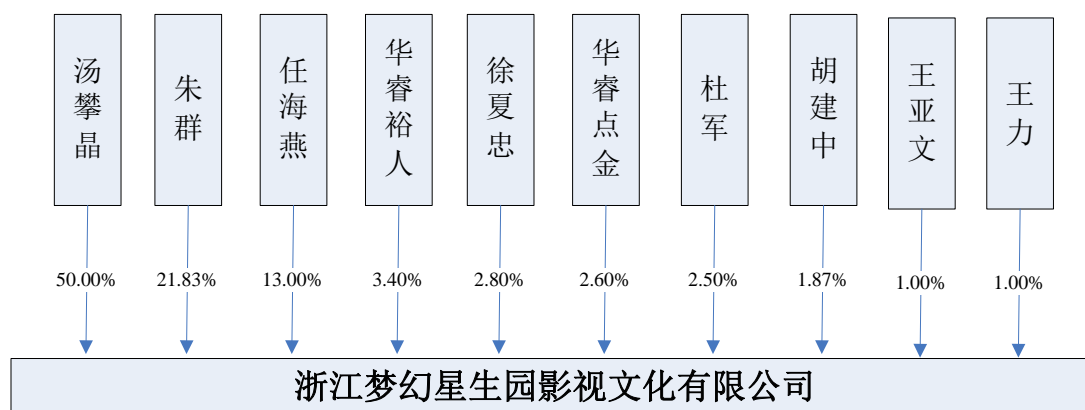 汤攀晶
朱群
任海燕
华睿裕人
徐夏忠
华睿点金
杜军
胡建中
王亚文
王力
50.00%
21.83%
13.00%
3.40%
2.80%
2.60%
2.50%
1.87%
1.00%
1.00%
浙江梦幻星生园影视文化有限公司